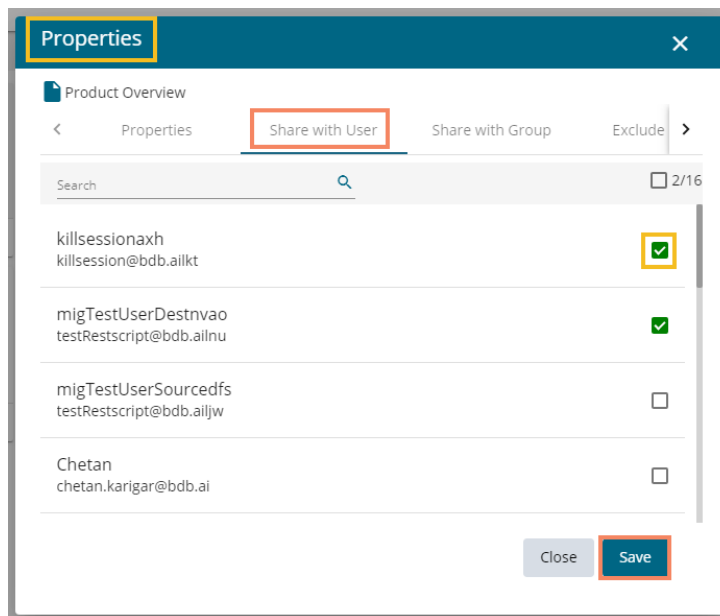 Properties
Product Overview
Properties Share with User Share with Group Exclude
Search 2/16
killsessionaxh
killsession@bdb.ailkt
migTestUserDestnvao
testRestscript@bdb.ailnu
migTestUserSourcedfs
testRestscript@bdb.ailjw
Chetan
chetan.karigar@bdb.ai
Close Save